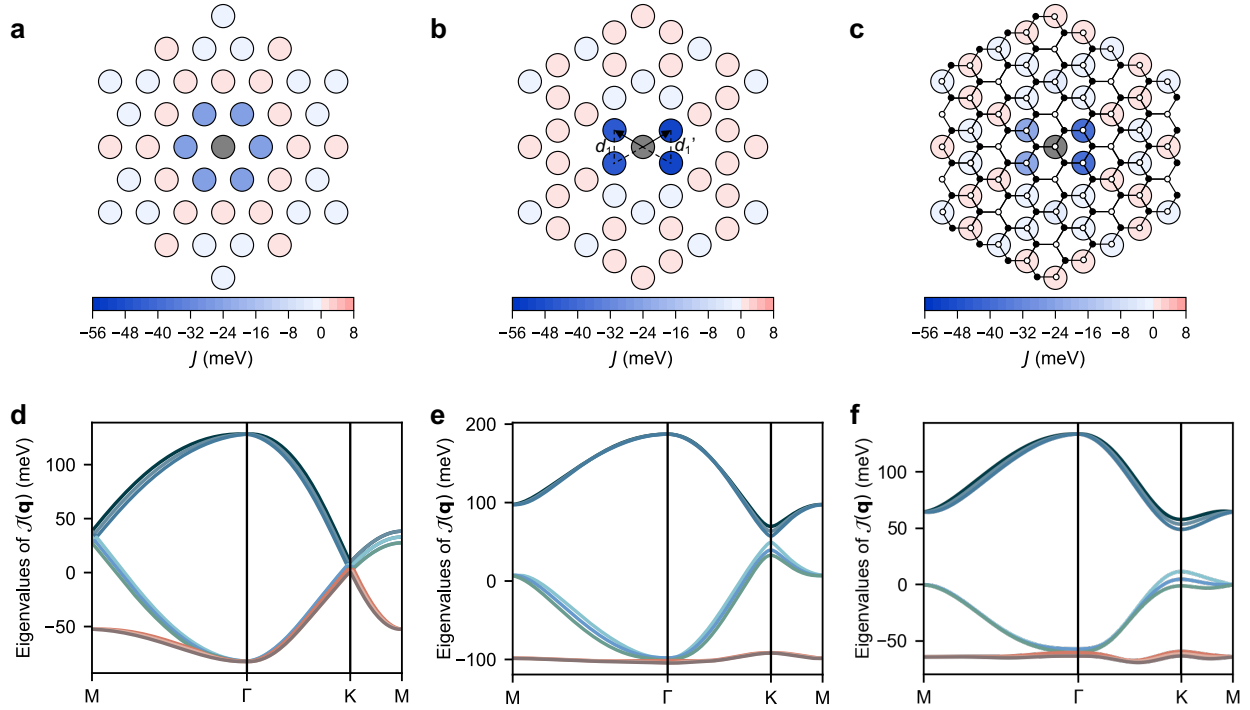 a
b
c
d₁
d₁'
−56 −48 −40 −32 −24 −16 −8 0 8
J (meV)
−56 −48 −40 −32 −24 −16 −8 0 8
J (meV)
−56 −48 −40 −32 −24 −16 −8 0 8
J (meV)
d
Eigenvalues of 𝒥(q) (meV)
100
50
0
−50
M Γ K M
e
Eigenvalues of 𝒥(q) (meV)
200
100
0
−100
M Γ K M
f
Eigenvalues of 𝒥(q) (meV)
100
50
0
−50
M Γ K M